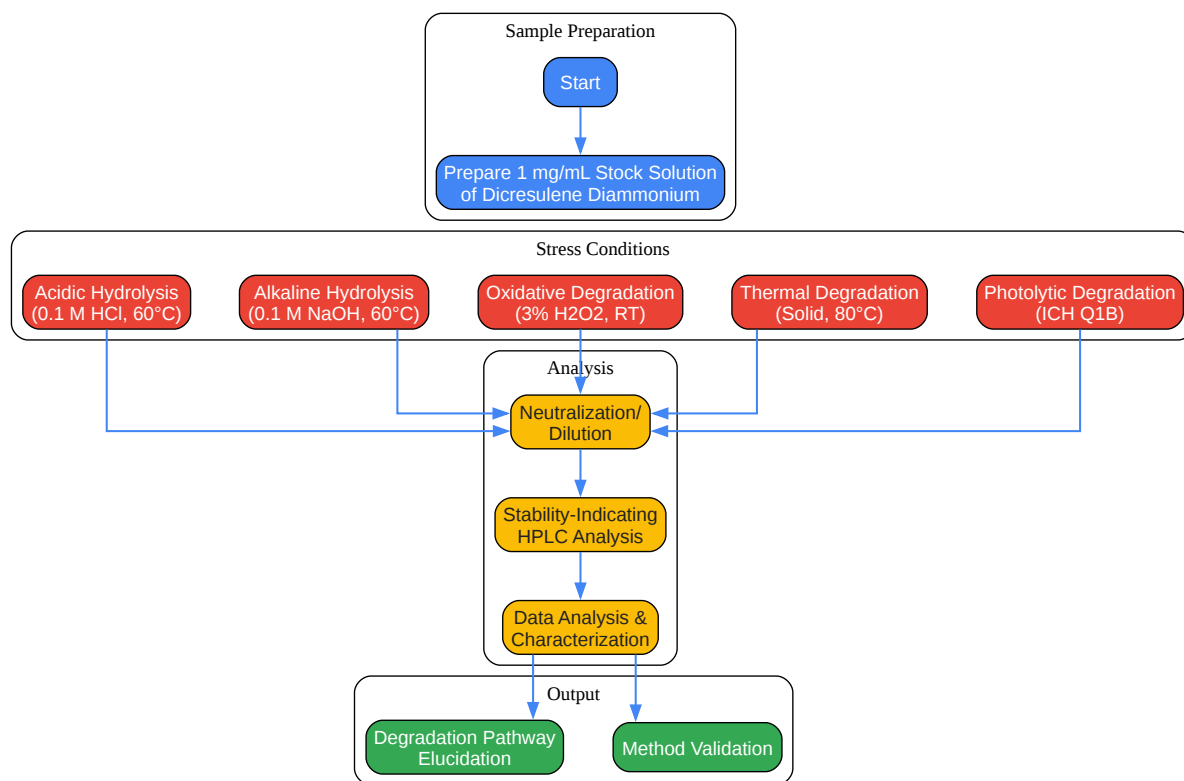 Sample Preparation
Start
Prepare 1 mg/mL Stock Solution
of Dicresulene Diammonium
Stress Conditions
Acidic Hydrolysis
(0.1 M HCl, 60°C)
Alkaline Hydrolysis
(0.1 M NaOH, 60°C)
Oxidative Degradation
(3% H2O2, RT)
Thermal Degradation
(Solid, 80°C)
Photolytic Degradation
(ICH Q1B)
Analysis
Neutralization/
Dilution
Stability-Indicating
HPLC Analysis
Data Analysis &
Characterization
Output
Degradation Pathway
Elucidation
Method Validation